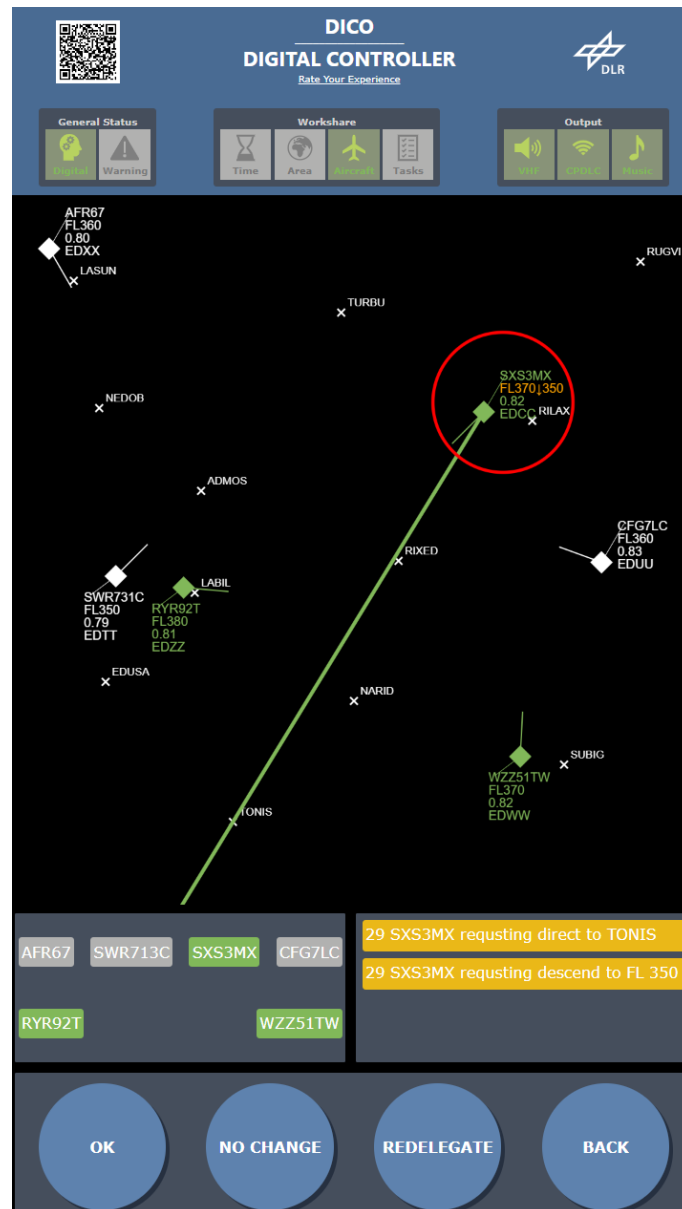 DICO
DIGITAL CONTROLLER
Rate Your Experience
DLR
General Status
Digital
Warning
Workshare
Time
Area
Aircraft
Tasks
Output
VHF
CPDLC
Music
AFR67
FL360
0.80
EDXX
LASUN
RUGVI
TURBU
SXS3MX
FL370↓350
0.82
EDCC
RILAX
NEDOB
ADMOS
CFG7LC
FL360
0.83
EDUU
RIXED
SWR731C
FL350
0.79
EDTT
LABIL
RYR92T
FL380
0.81
EDZZ
EDUSA
NARID
SUBIG
WZZ51TW
FL370
0.82
EDWW
TONIS
AFR67
SWR713C
SXS3MX
CFG7LC
RYR92T
WZZ51TW
29 SXS3MX requsting direct to TONIS
29 SXS3MX requsting descend to FL 350
OK
NO CHANGE
REDELEGATE
BACK